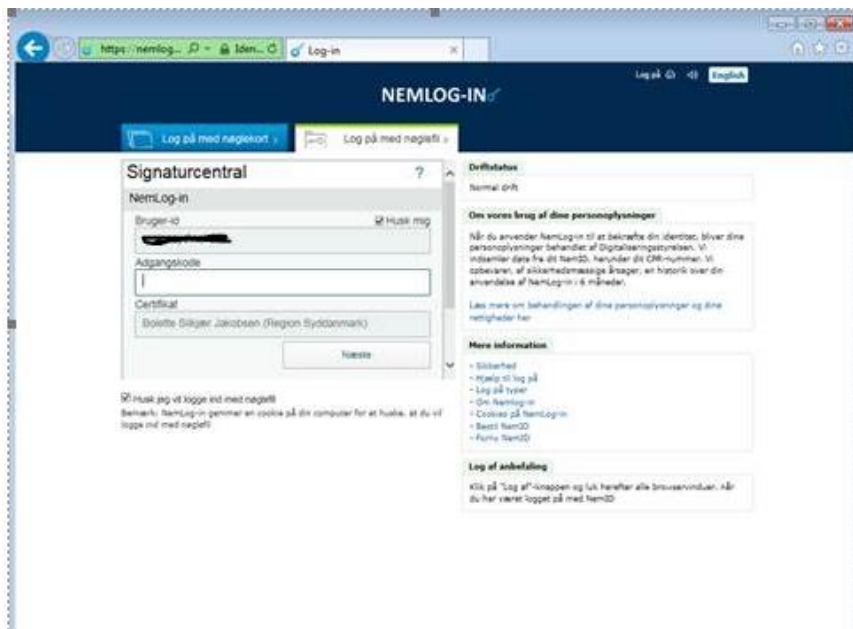 https://nemlog... Iden...
Log-in
Log på
English
NEMLOG-IN
Log på med nøglekort
Log på med nøglefil
Signaturcentral ?
NemLog-in
Bruger-id
Husk mig
Adgangskode
Certifikat
(Region Syddanmark)
Næste
Husk jeg vil logge ind med nøglefil
Bemærk: NemLog-in gemmer en cookie på din computer for at huske, at du vil
logge ind med nøglefil
Driftstatus
Normal drift
Om vores brug af dine personoplysninger
Når du anvender NemLog-in til at bekræfte din identitet, bliver dine
personoplysninger behandlet af Digitaliseringsstyrelsen. Vi
indsamler data fra dit NemID, herunder dit CPR-nummer. Vi
opbevarer, af sikkerhedsmæssige årsager, en historik over din
anvendelse af NemLog-in i 6 måneder.
Læs mere om behandlingen af dine personoplysninger og dine
rettigheder her
Mere information
- Sikkerhed
- Hjælp til log på
- Log på typer
- Om NemLog-in
- Cookies på NemLog-in
- Bestil NemID
- Forny NemID
Log af anbefaling
Klik på "Log af"-knappen og luk herefter alle browservinduer, når
du har været logget på med NemID